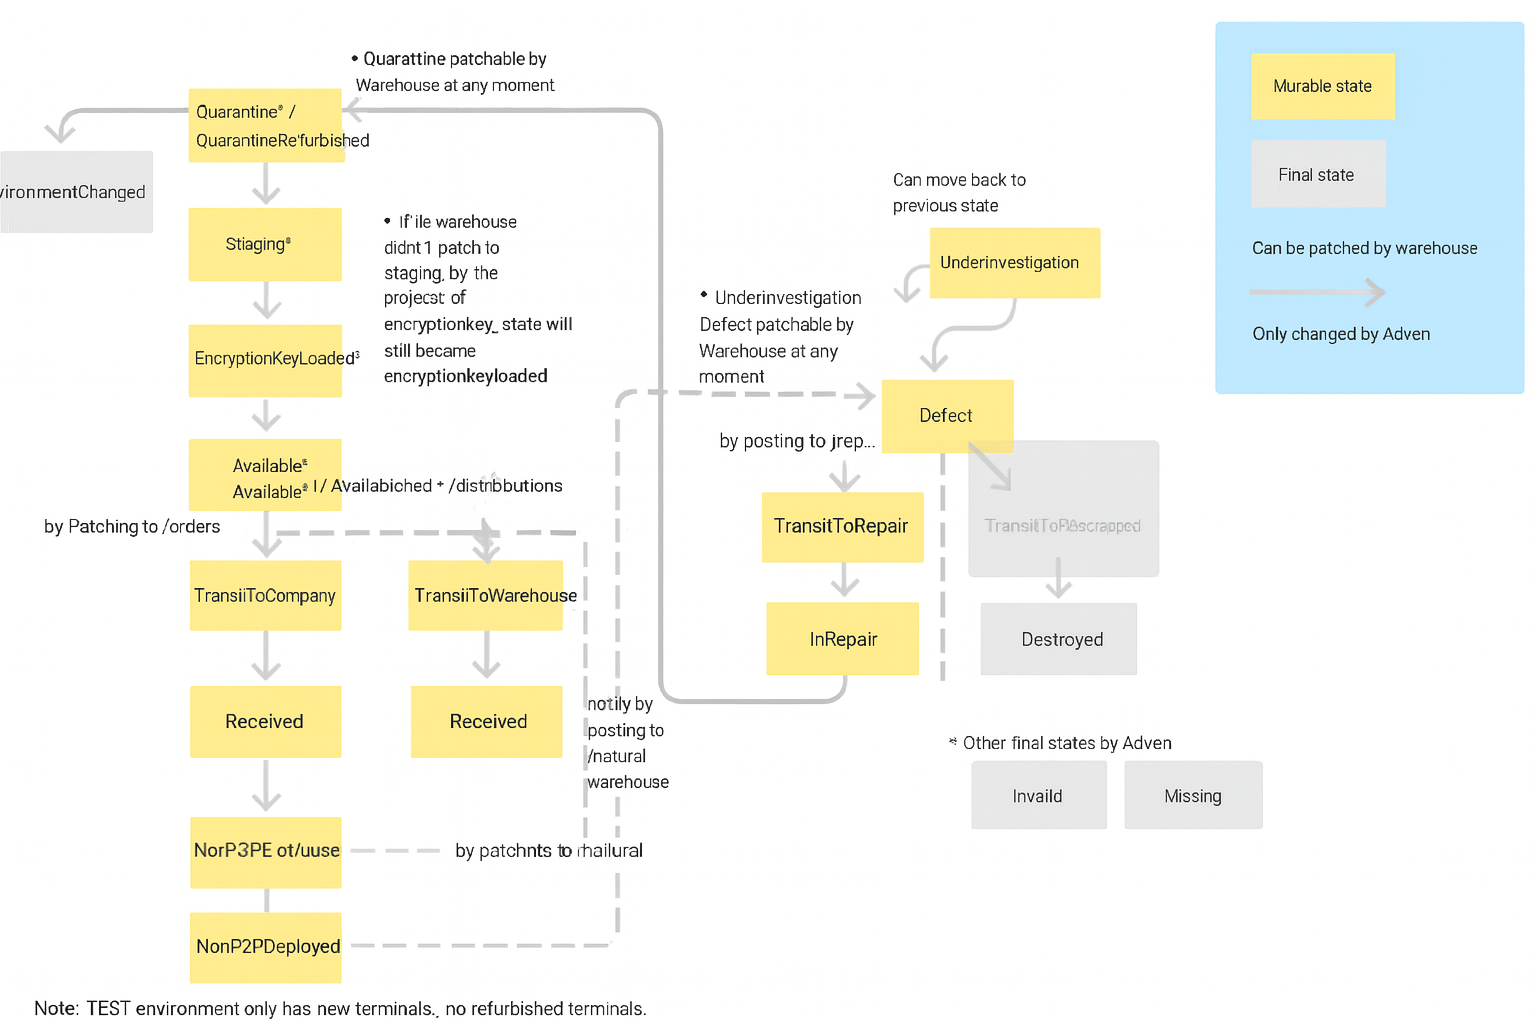 • Quarattine patchable by
Warehouse at any moment
Quarantine* /
QuarantineRe'furbished
vironmentChanged
Stiaging*
• If'ile warehouse
didnt 1 patch to
staging, by the
projecst: of
encryptionkey_ state will
still became
encryptionkeyloaded
EncryptionKeyLoaded³
Available*
Available* I / Availabiched + /distribbutions
by Patching to /orders
TransiiToCompany
TransiiToWarehouse
Received
Received
notily by
posting to
/natural
warehouse
NorP3PE ot/uuse
by patchnts to mailural
NonP2PDeployed
Note: TEST environment only has new terminals., no refurbished terminals.
Can move back to
previous state
Underinvestigation
• Underinvestigation
Defect patchable by
Warehouse at any
moment
Defect
by posting to jrep...
TransitToRepair
InRepair
Destroyed
* Other final states by Adven
Invaild
Missing
Murable state
Final state
Can be patched by warehouse
Only changed by Adven